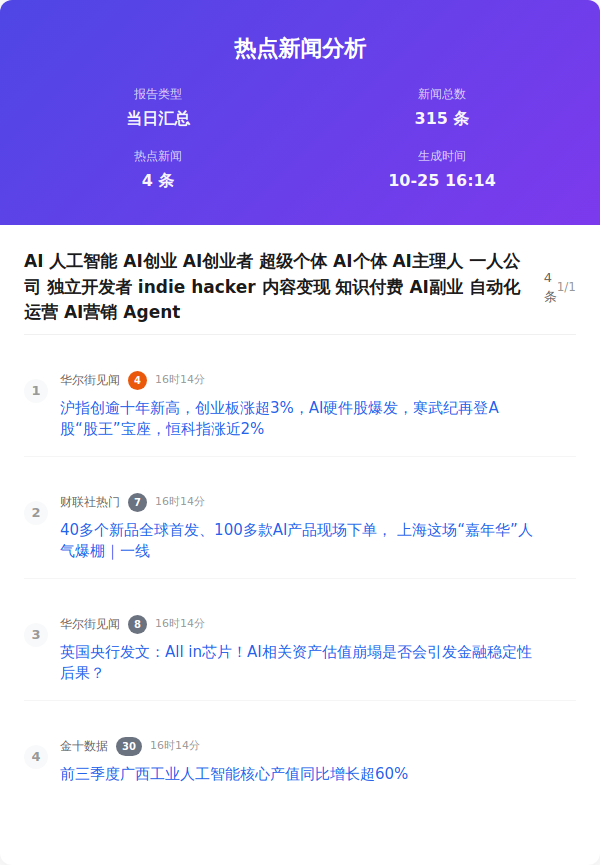 热点新闻分析
报告类型
新闻总数
当日汇总
315 条
热点新闻
生成时间
4 条
10-25 16:14
AI 人工智能 AI创业 AI创业者 超级个体 AI个体 AI主理人 一人公
司 独立开发者 indie hacker 内容变现 知识付费 AI副业 自动化
运营 AI营销 Agent
4
条
1/1
1
华尔街见闻 4 16时14分
沪指创逾十年新高，创业板涨超3%，AI硬件股爆发，寒武纪再登A
股“股王”宝座，恒科指涨近2%
2
财联社热门 7 16时14分
40多个新品全球首发、100多款AI产品现场下单， 上海这场“嘉年华”人
气爆棚｜一线
3
华尔街见闻 8 16时14分
英国央行发文：All in芯片！AI相关资产估值崩塌是否会引发金融稳定性
后果？
4
金十数据 30 16时14分
前三季度广西工业人工智能核心产值同比增长超60%